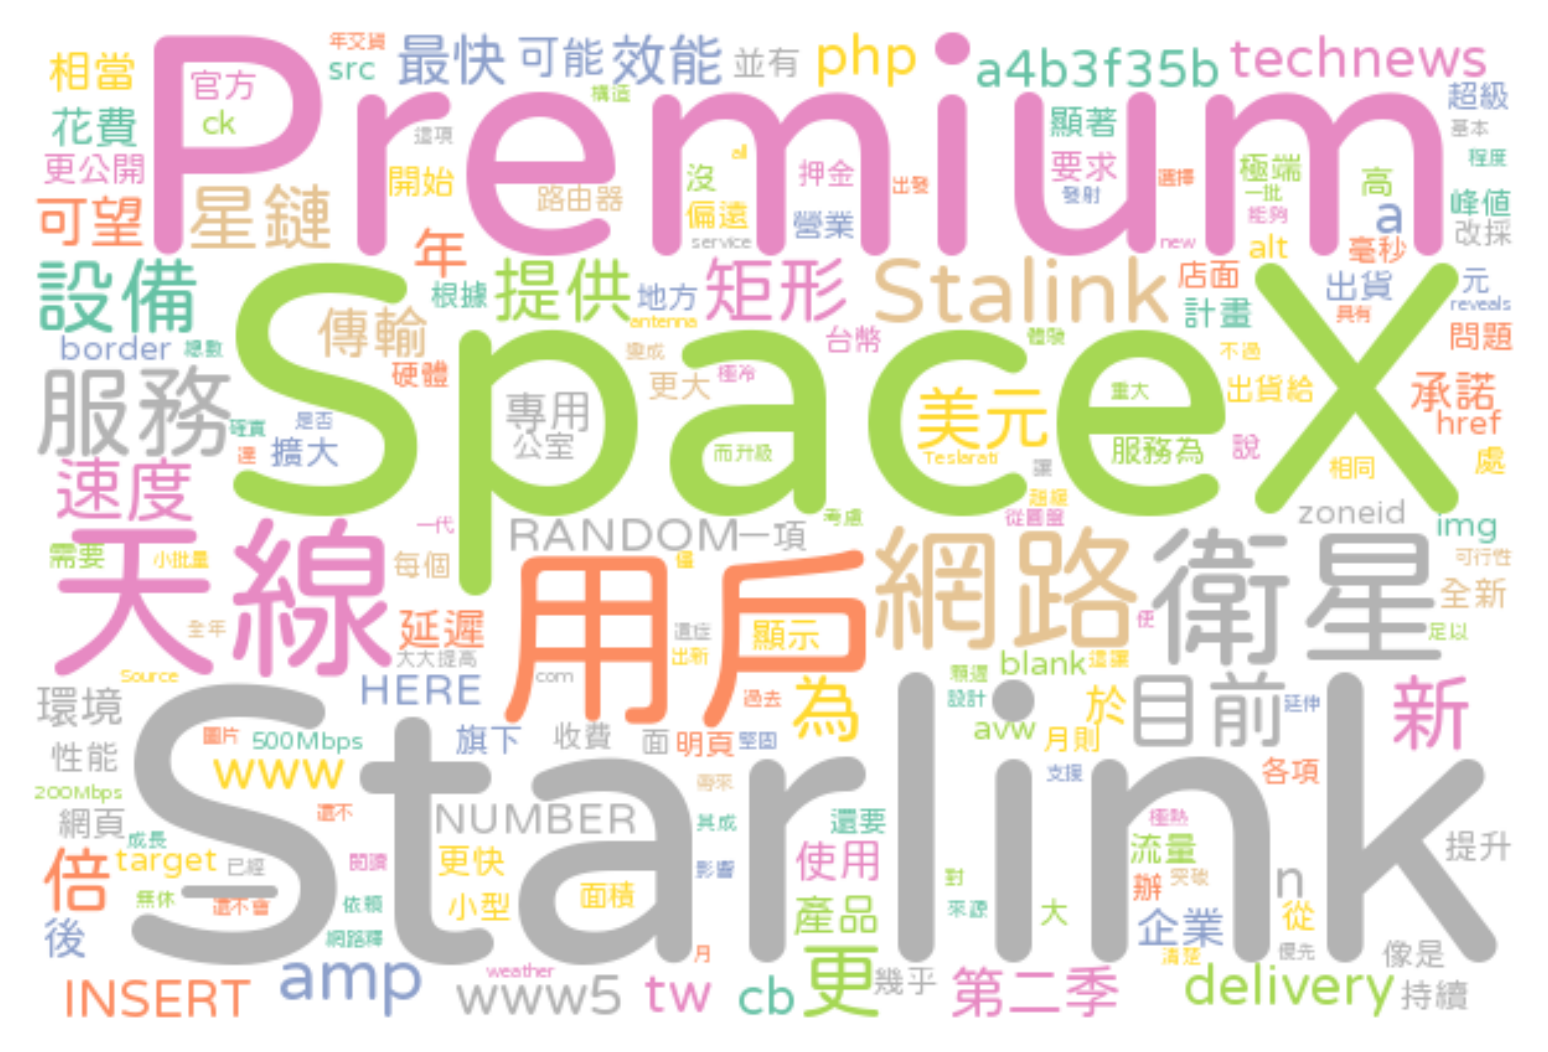 相當
年交貨
src
最快
可能
效能
並有
php
a4b3f35b
technews
官方
ck
構造
超級
花費
Premium
這項
顯著
基本
更公開
開始
路由器
沒
all
押金
出發
要求
發射
選擇
極端
一批
高
程度
可望
星鏈
年
偏遠
service
營業
new
能夠
alt
a
毫秒
峰值
改採
設備
根據
提供
地方
矩形
Stalink
店面
計畫
出貨
元
reveals
antenna
具有
問題
border
總數
傳輸
SpaceX
台幣
體驗
不過
服務
硬體
變成
更大
極冷
美元
重大
出貨給
承諾
href
確實
是否
專用
公室
而升級
Teslarati
服務為
說
還
擴大
讓
相同
處
速度
超級
一代
RANDOM
一項
考慮
從圓盤
zoneid
img
需要
小批量
天線
每個
用戶
僅
網路
衛星
可行性
全新
全年
延遲
遺症
顯示
便
足以
Source
大大提高
com
出新
blank
這讓
環境
HERE
過去
為
設計
於
目前
延伸
新
圖片
500Mbps
旗下
收費
面
明頁
堅固
avw
月則
性能
www
Starlink
帶來
支援
各項
200Mbps
還不
網頁
NUMBER
其成
還要
極熱
成長
target
已經
閱讀
更快
影響
使用
流量
提升
倍
無休
還不會
依賴
小型
面積
對
辦
突破
n
產品
來源
大
企業
從
後
網路釋
月
清楚
優先
像是
INSERT
amp
weather
www5
tw
cb
更
幾乎
第二季
delivery
持續